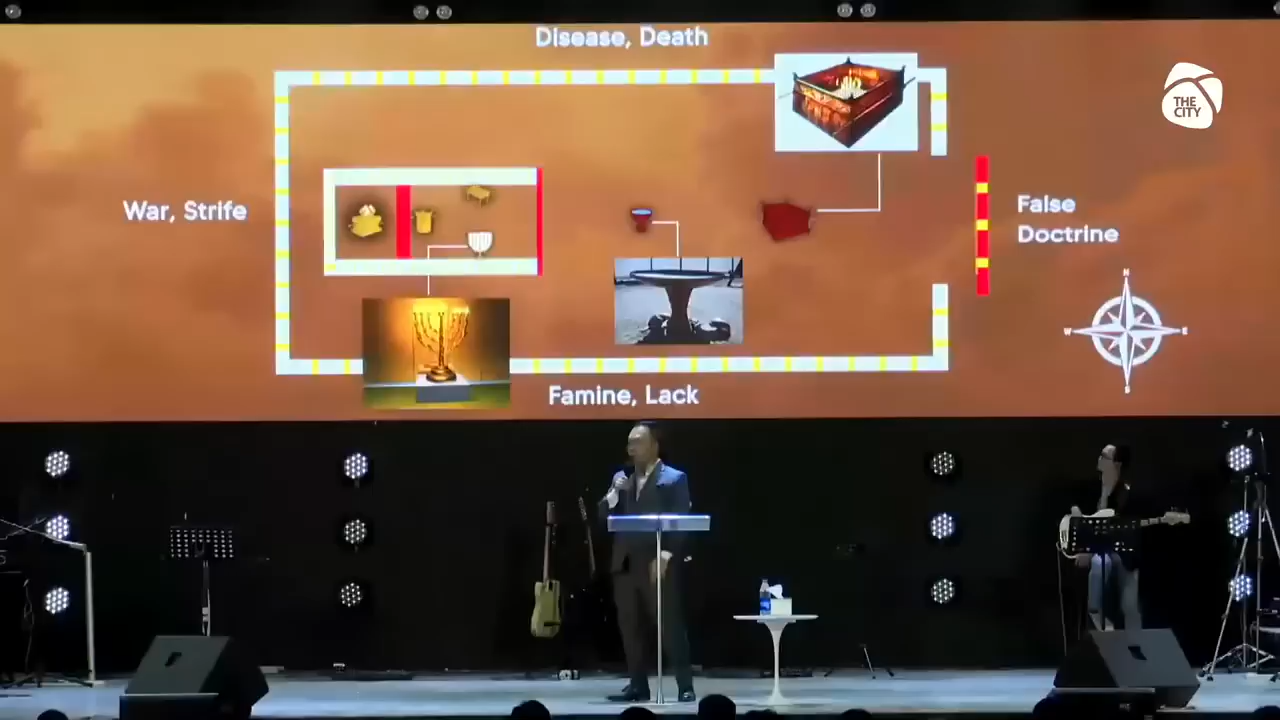 Disease, Death
THE
CITY
War, Strife
False
Doctrine
N
W
E
S
Famine, Lack